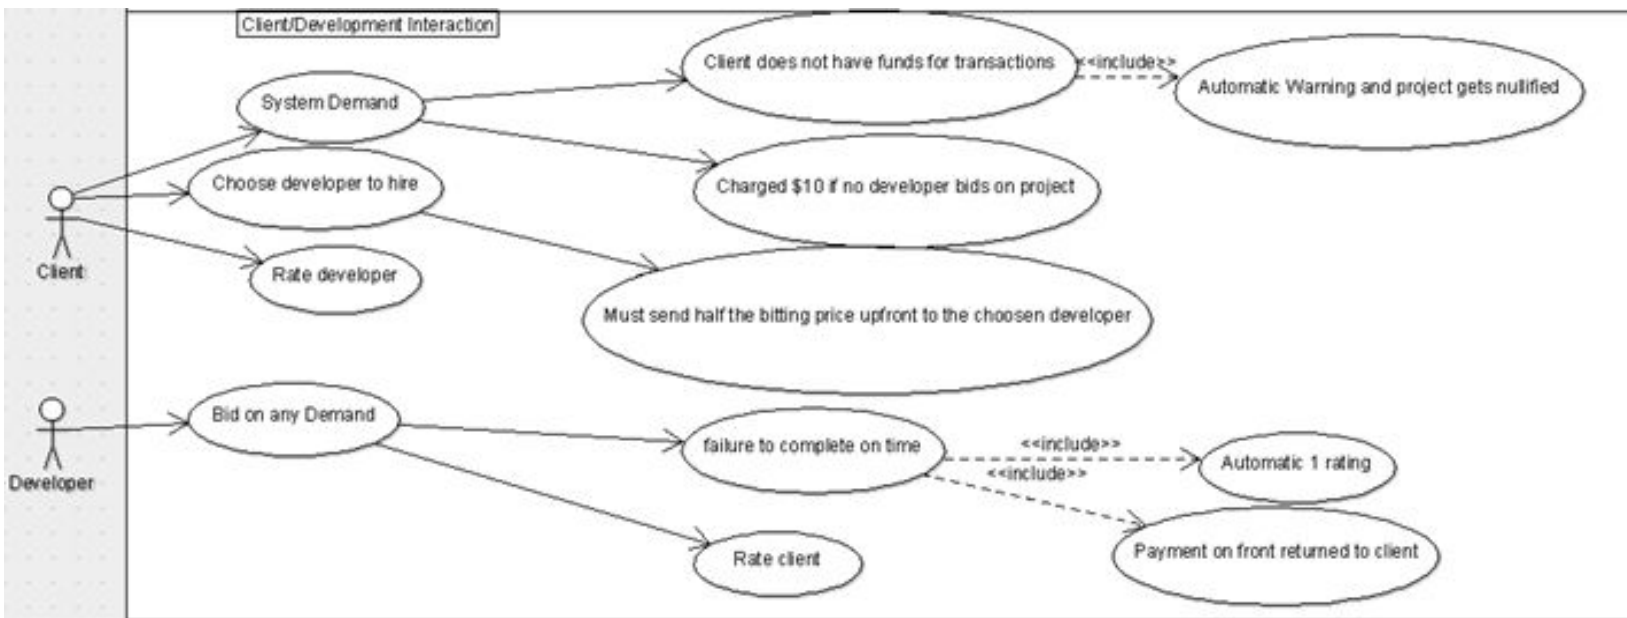 Client/Development Interaction
Client does not have funds for transactions
<<include>>
Automatic Warning and project gets nullified
System Demand
Choose developer to hire
Charged $10 if no developer bids on project
Client
Rate developer
Must send half the bitting price upfront to the choosen developer
Bid on any Demand
failure to complete on time
<<include>>
Automatic 1 rating
<<include>>
Developer
Rate client
Payment on front returned to client